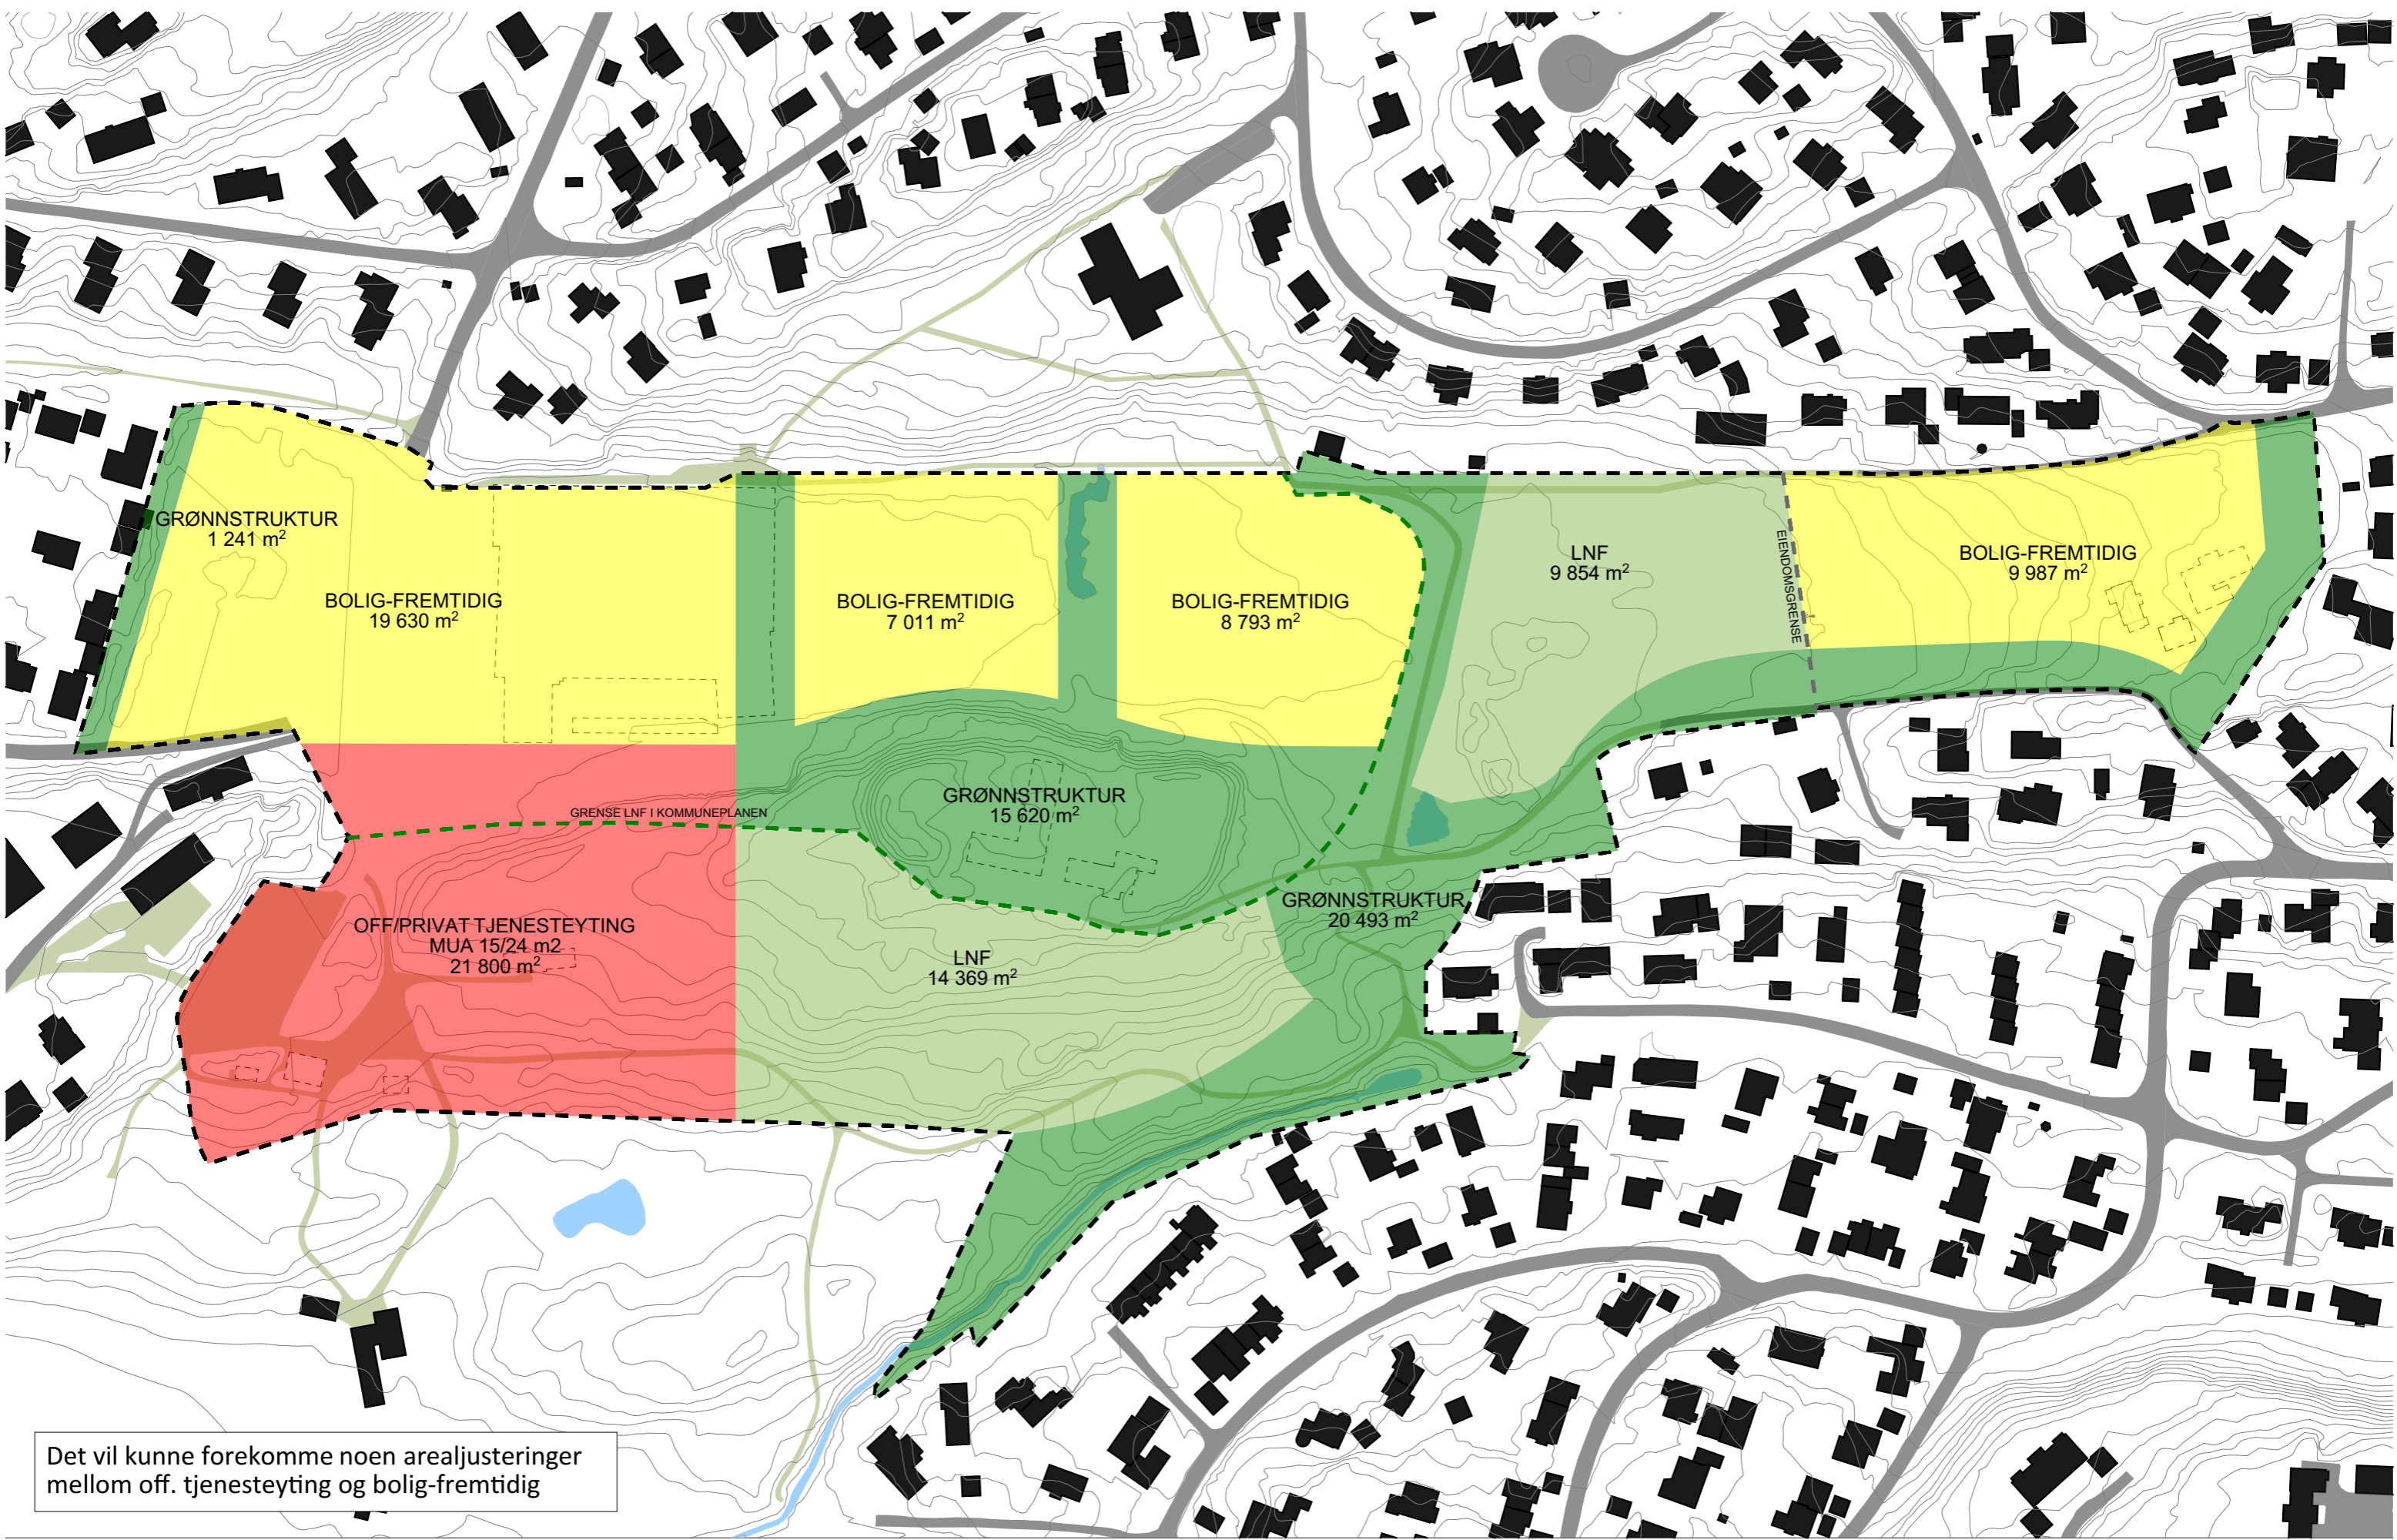 GRØNNSTRUKTUR
1 241 m²
BOLIG-FREMTIDIG
19 630 m²
BOLIG-FREMTIDIG
7 011 m²
BOLIG-FREMTIDIG
8 793 m²
LNF
9 854 m²
EIENDOMSGRENSE
BOLIG-FREMTIDIG
9 987 m²
GRENSE LNF I KOMMUNEPLANEN
GRØNNSTRUKTUR
15 620 m²
OFF/PRIVAT TJENESTEYTING
MUA 15/24 m2
21 800 m²
LNF
14 369 m²
GRØNNSTRUKTUR
20 493 m²
Det vil kunne forekomme noen arealjusteringer
mellom off. tjenesteyting og bolig-fremtidig